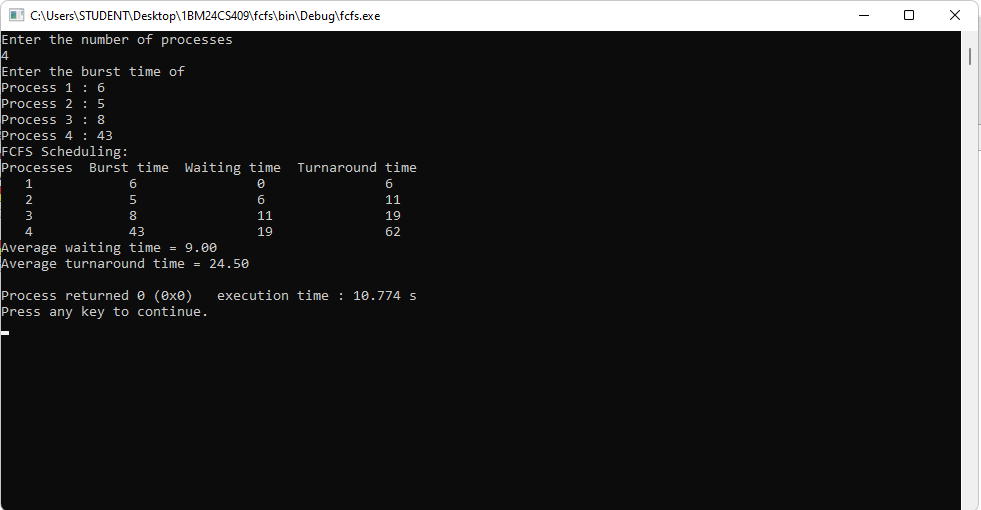 C:\Users\STUDENT\Desktop\1BM24CS409\fcfs\bin\Debug\fcfs.exe
Enter the number of processes
4
Enter the burst time of
Process 1 : 6
Process 2 : 5
Process 3 : 8
Process 4 : 43
FCFS Scheduling:
Processes  Burst time  Waiting time  Turnaround time
   1            6               0               6
   2            5               6               11
   3            8               11              19
   4            43              19              62
Average waiting time = 9.00
Average turnaround time = 24.50

Process returned 0 (0x0)   execution time : 10.774 s
Press any key to continue.